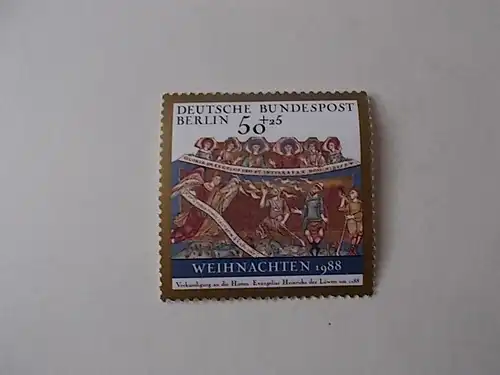 DEUTSCHE BUNDESPOST
BERLIN 50+25
WEIHNACHTEN 1988
Verkündigung an die Hirten. Evangeliar Heinrichs des Löwen um 1188